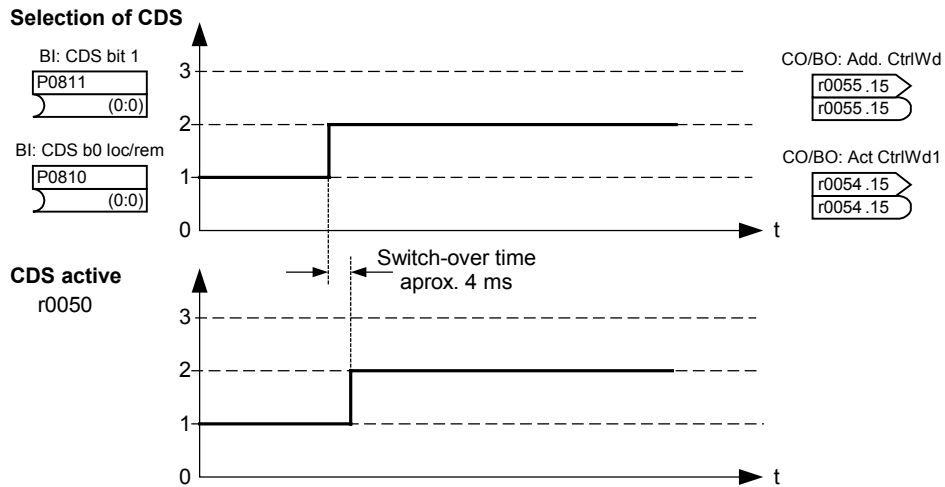 Selection of CDS
BI: CDS bit 1
P0811
(0:0)
BI: CDS b0 loc/rem
P0810
(0:0)
3
2
1
0
t
CO/BO: Add. CtrlWd
r0055 .15
r0055 .15
CO/BO: Act CtrlWd1
r0054 .15
r0054 .15
Switch-over time
aprox. 4 ms
CDS active
r0050
3
2
1
0
t